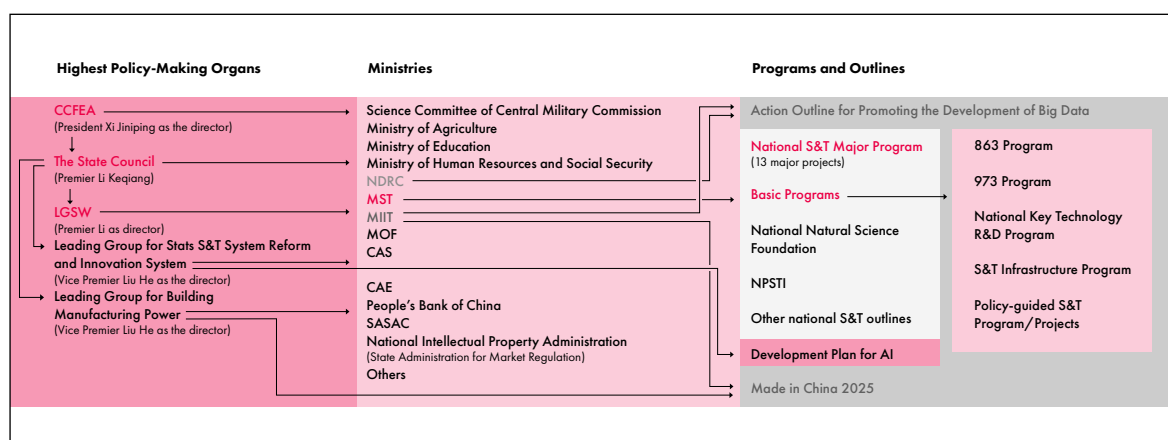 Highest Policy-Making Organs
CCFEA
(President Xi Jiniping as the director)
The State Council
(Premier Li Keqiang)
LGSW
(Premier Li as director)
Leading Group for Stats S&T System Reform
and Innovation System
(Vice Premier Liu He as the director)
Leading Group for Building
Manufacturing Power
(Vice Premier Liu He as the director)
Ministries
Science Committee of Central Military Commission
Ministry of Agriculture
Ministry of Education
Ministry of Human Resources and Social Security
NDRC
MST
MIIT
MOF
CAS
CAE
People's Bank of China
SASAC
National Intellectual Property Administration
(State Administration for Market Regulation)
Others
Programs and Outlines
Action Outline for Promoting the Development of Big Data
National S&T Major Program
(13 major projects)
Basic Programs
National Natural Science
Foundation
NPSTI
Other national S&T outlines
Development Plan for AI
Made in China 2025
863 Program
973 Program
National Key Technology
R&D Program
S&T Infrastructure Program
Policy-guided S&T
Program/Projects